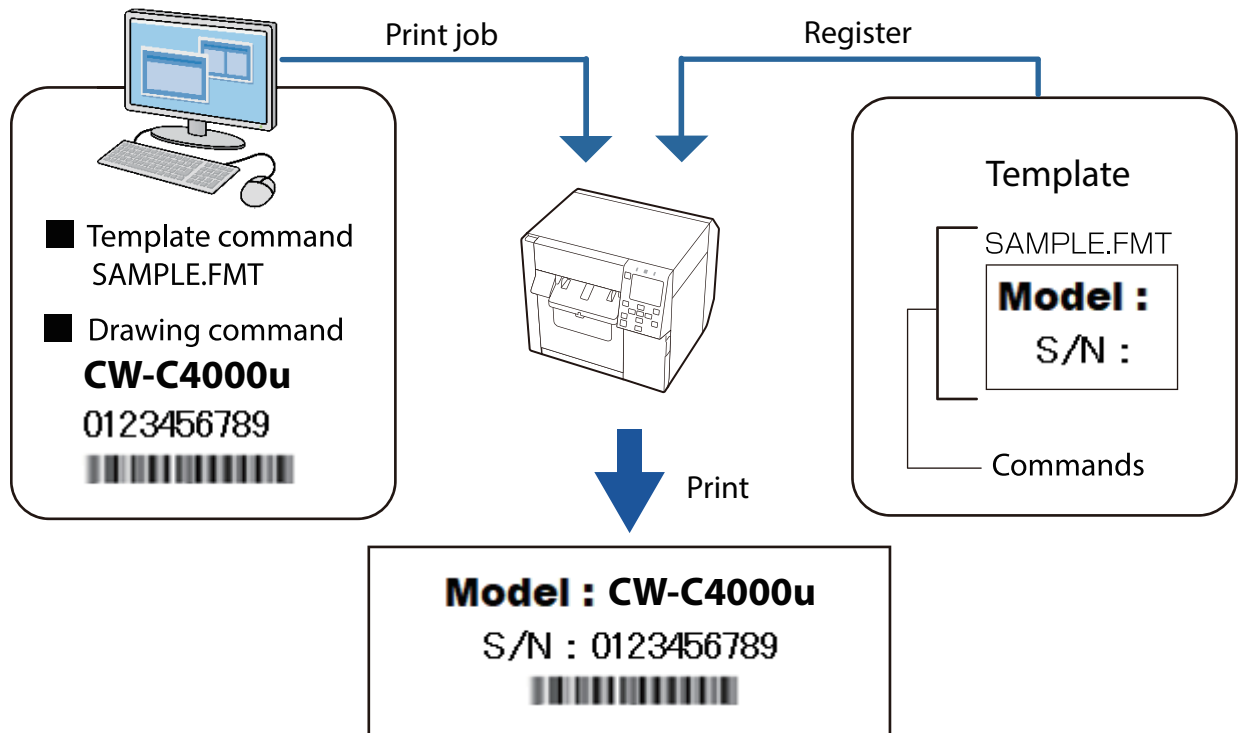 Print job
Register
Template command
SAMPLE.FMT
Drawing command
CW-C4000u
0123456789
Template
SAMPLE.FMT
Model :
S/N :
Commands
Print
Model : CW-C4000u
S/N : 0123456789